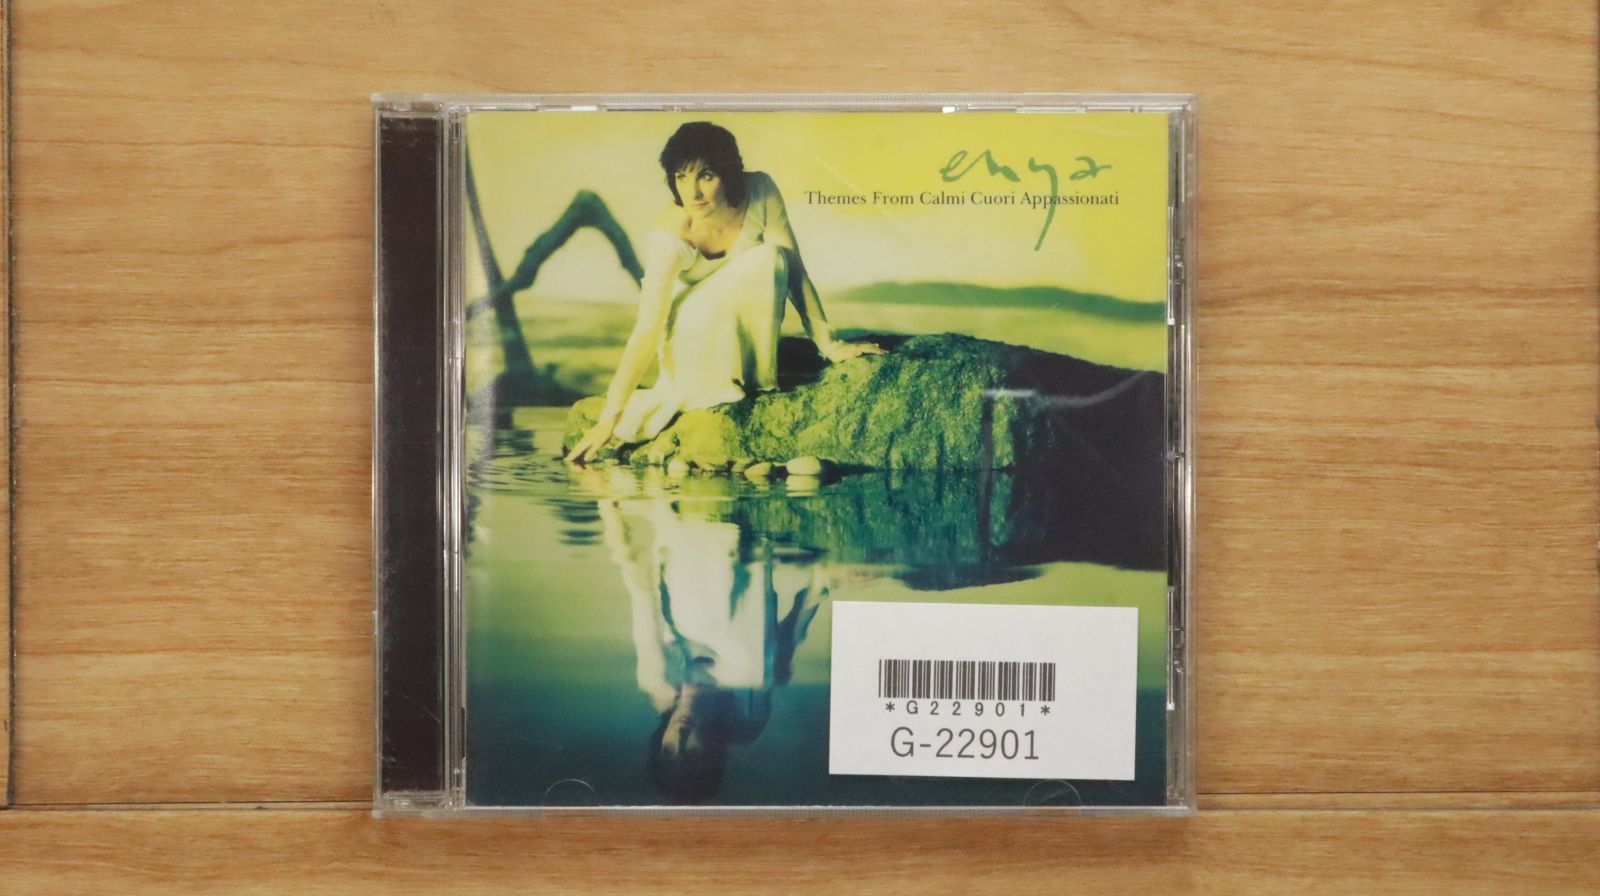 enya
Themes From Calmi Cuori Appassionati
*G22901*
G-22901